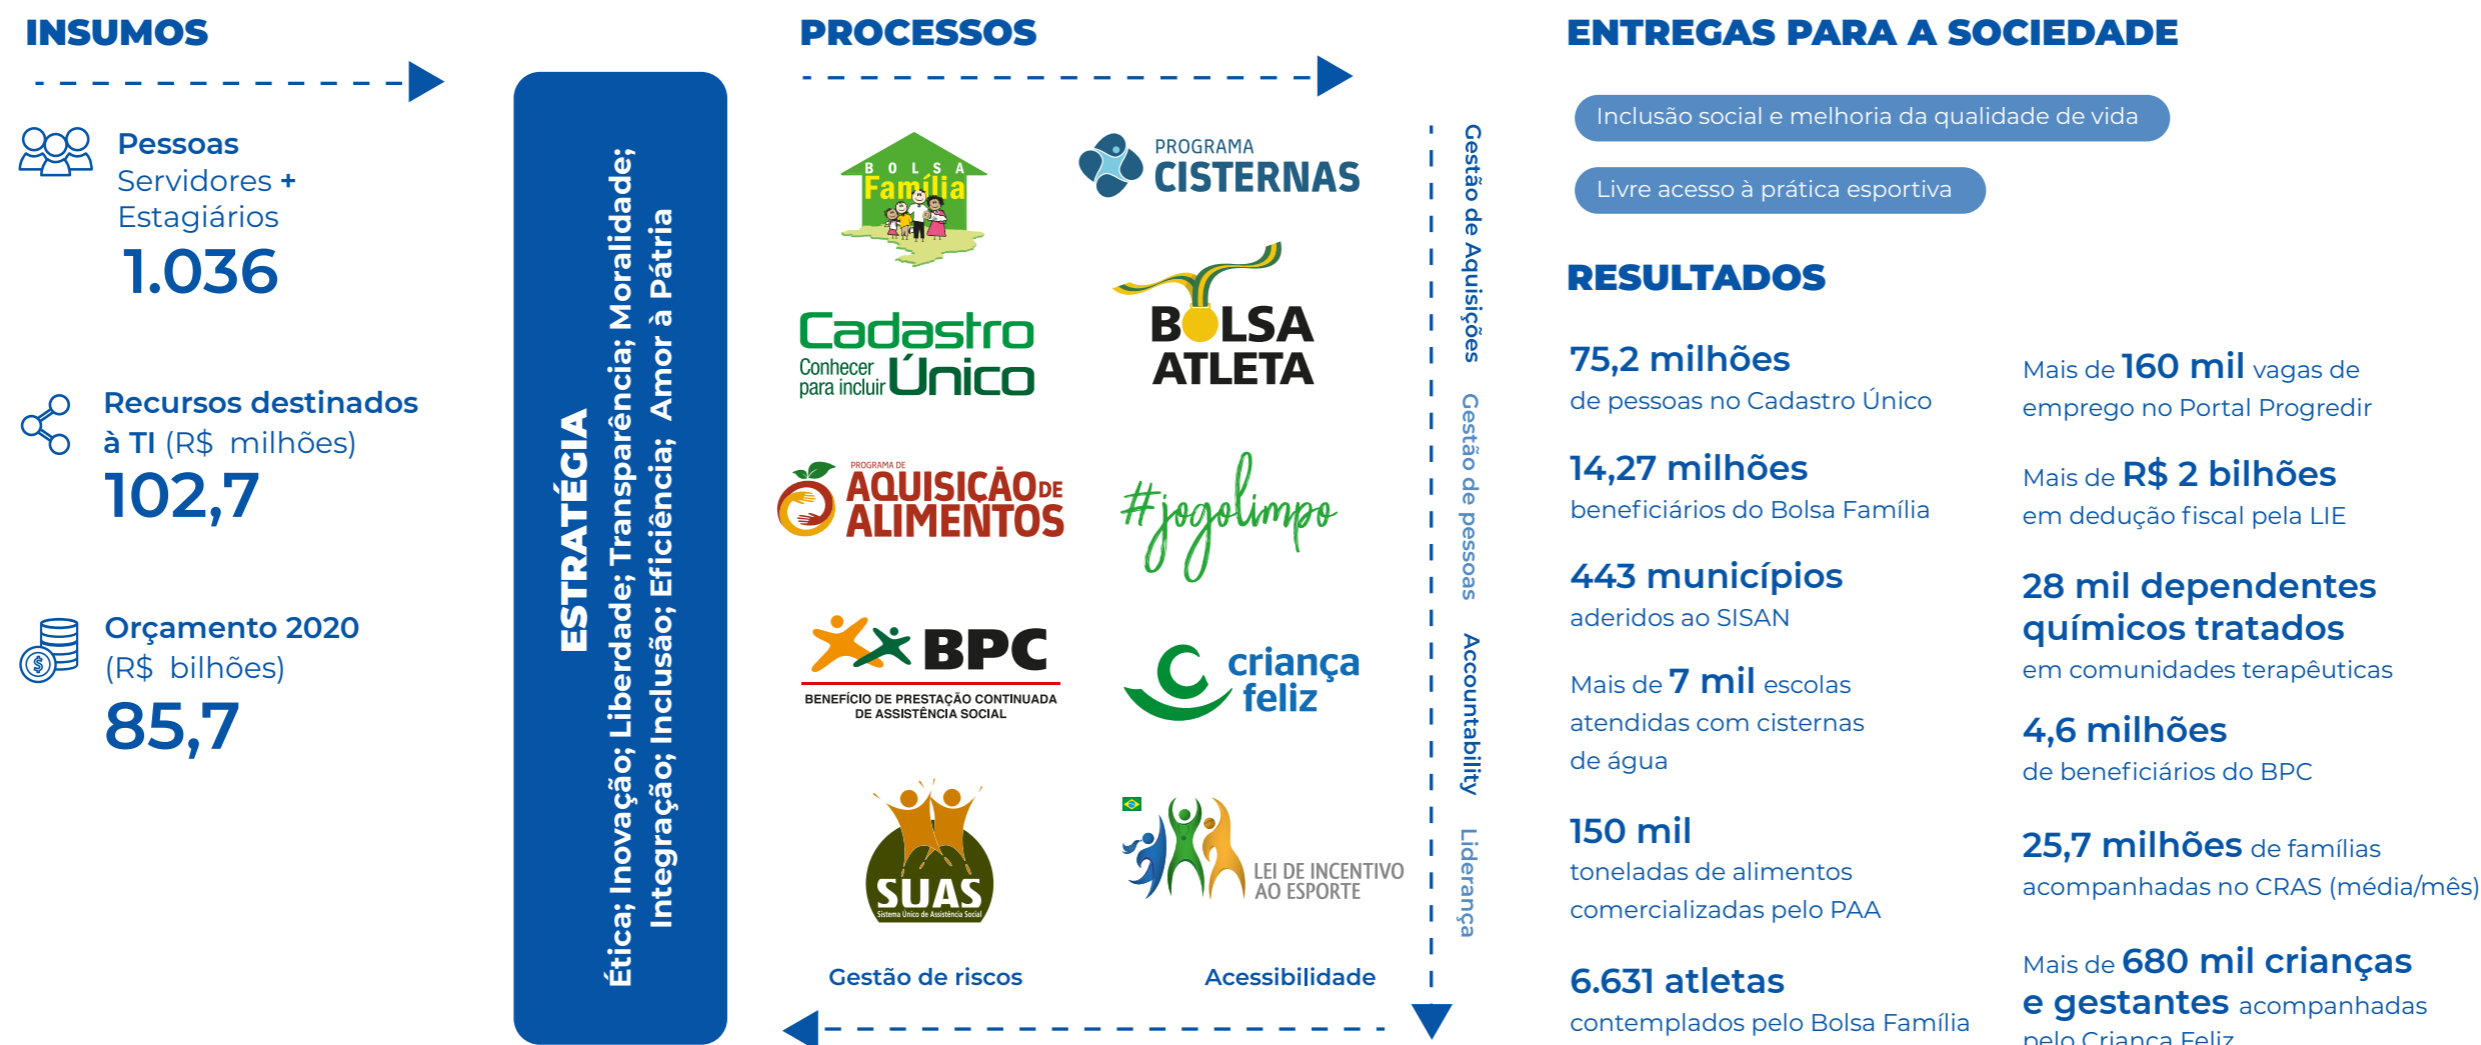 INSUMOS
Pessoas
Servidores +
Estagiários
1.036
Recursos destinados
à TI (R$ milhões)
102,7
Orçamento 2020
(R$ bilhões)
85,7
ESTRATÉGIA
Ética; Inovação; Liberdade; Transparência; Moralidade;
Integração; Inclusão; Eficiência; Amor à Pátria
PROCESSOS
BOLSA
Família
PROGRAMA
CISTERNAS
Cadastro
Conhecer
para incluir Único
BOLSA
ATLETA
PROGRAMA DE
AQUISIÇÃO DE
ALIMENTOS
#jogolimpo
BPC
BENEFÍCIO DE PRESTAÇÃO CONTINUADA
DE ASSISTÊNCIA SOCIAL
criança
feliz
SUAS
Sistema Único de Assistência Social
LEI DE INCENTIVO
AO ESPORTE
Gestão de riscos
Acessibilidade
Gestão de Aquisições
Gestão de pessoas
Accountability
Liderança
ENTREGAS PARA A SOCIEDADE
Inclusão social e melhoria da qualidade de vida
Livre acesso à prática esportiva
RESULTADOS
75,2 milhões
de pessoas no Cadastro Único
14,27 milhões
beneficiários do Bolsa Família
443 municípios
aderidos ao SISAN
Mais de 7 mil escolas
atendidas com cisternas
de água
150 mil
toneladas de alimentos
comercializadas pelo PAA
6.631 atletas
contemplados pelo Bolsa Família
Mais de 160 mil vagas de
emprego no Portal Progredir
Mais de R$ 2 bilhões
em dedução fiscal pela LIE
28 mil dependentes
químicos tratados
em comunidades terapêuticas
4,6 milhões
de beneficiários do BPC
25,7 milhões de famílias
acompanhadas no CRAS (média/mês)
Mais de 680 mil crianças
e gestantes acompanhadas
pelo Criança Feliz